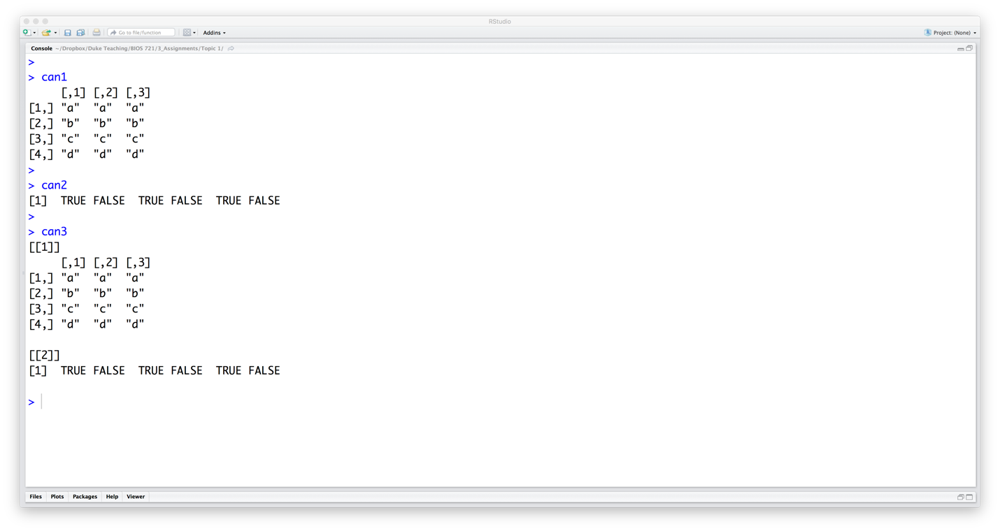 RStudio
Go to file/function
Addins
Project: (None)
Console ~/Dropbox/Duke Teaching/BIOS 721/3_Assignments/Topic 1/
>
> can1
     [,1] [,2] [,3]
[1,] "a"  "a"  "a"
[2,] "b"  "b"  "b"
[3,] "c"  "c"  "c"
[4,] "d"  "d"  "d"
>
> can2
[1]  TRUE FALSE  TRUE FALSE  TRUE FALSE
>
> can3
[[1]]
     [,1] [,2] [,3]
[1,] "a"  "a"  "a"
[2,] "b"  "b"  "b"
[3,] "c"  "c"  "c"
[4,] "d"  "d"  "d"

[[2]]
[1]  TRUE FALSE  TRUE FALSE  TRUE FALSE

>
Files Plots Packages Help Viewer